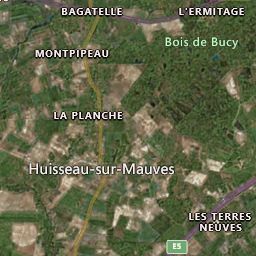 BAGATELLE
L'ERMITAGE
Bois de Bucy
MONTPIPEAU
LA PLANCHE
Huisseau-sur-Mauves
LES TERRES
NEUVES
E5